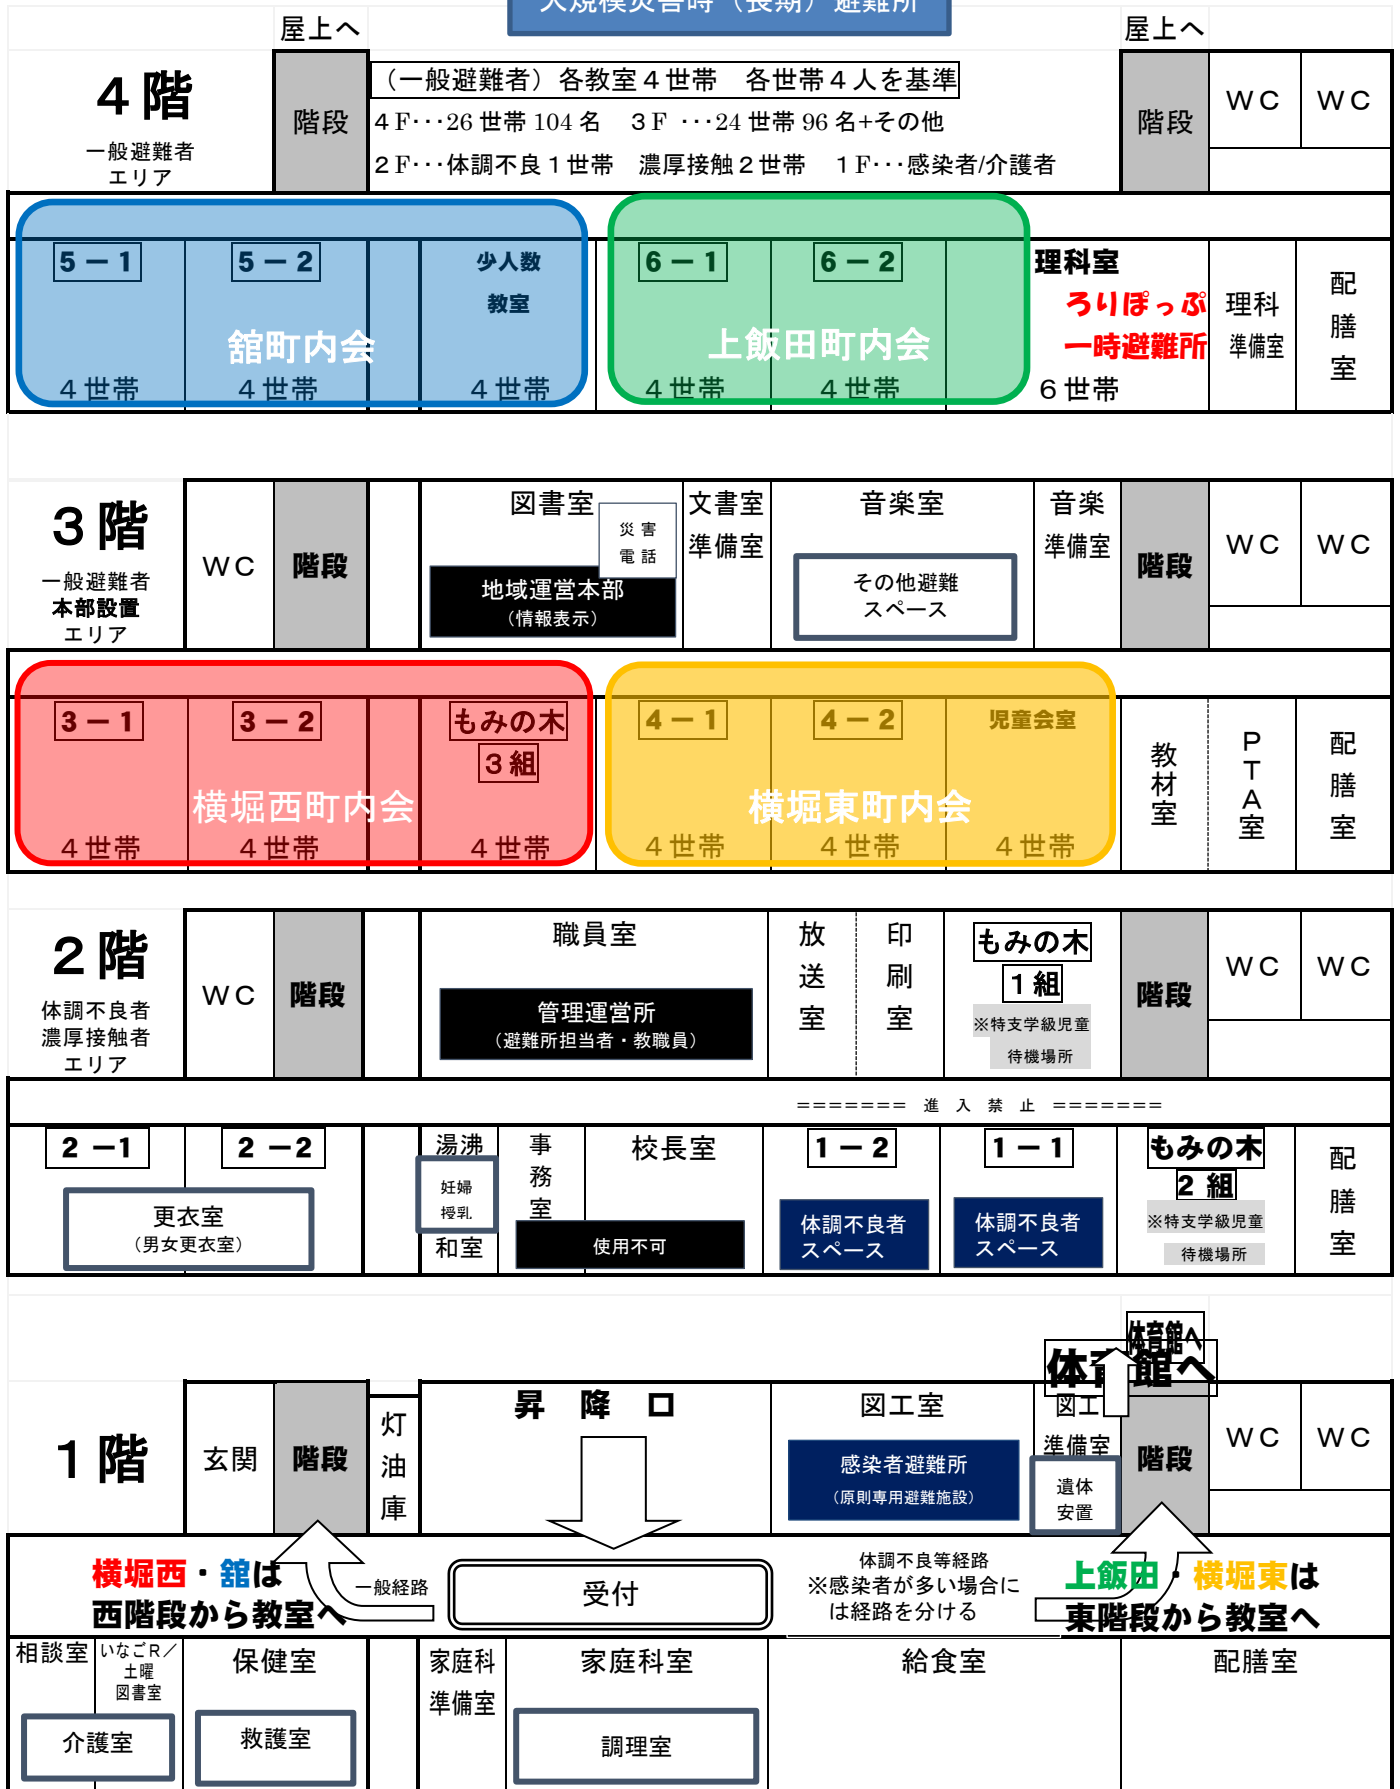 大規模災害時（長期）避難所
屋上へ
屋上へ
４階
一般避難者
エリア
階段
（一般避難者）各教室４世帯　各世帯４人を基準
４F･･･26 世帯 104 名　３F ･･･24 世帯 96 名+その他
２F･･･体調不良１世帯　濃厚接触２世帯　１F･･･感染者/介護者
階段
ＷＣ
ＷＣ
５－１
５－２
少人数
教室
６－１
６－２
理科室
ろりぽっぷ
一時避難所
理科
準備室
配膳室
舘町内会
上飯田町内会
４世帯
４世帯
４世帯
４世帯
４世帯
６世帯
３階
一般避難者
本部設置
エリア
ＷＣ
階段
図書室
災害
電話
地域運営本部
（情報表示）
文書室
準備室
音楽室
その他避難
スペース
音楽
準備室
階段
ＷＣ
ＷＣ
３－１
３－２
もみの木
３組
４－１
４－２
児童会室
教材室
ＰＴＡ室
配膳室
横堀西町内会
横堀東町内会
４世帯
４世帯
４世帯
４世帯
４世帯
４世帯
２階
体調不良者
濃厚接触者
エリア
ＷＣ
階段
職員室
管理運営所
（避難所担当者・教職員）
放送室
印刷室
もみの木
１組
※特支学級児童
待機場所
階段
ＷＣ
ＷＣ
======= 進 入 禁 止 =======
２－１
２－２
更衣室
（男女更衣室）
湯沸
妊婦
授乳
和室
事務室
校長室
使用不可
１－２
体調不良者
スペース
１－１
体調不良者
スペース
もみの木
２組
※特支学級児童
待機場所
配膳室
体育館へ
体育館へ
１階
玄関
階段
灯油庫
昇　降　口
図工室
感染者避難所
（原則専用避難施設）
図工
準備室
遺体
安置
階段
ＷＣ
ＷＣ
横堀西・舘は
西階段から教室へ
一般経路
受付
体調不良等経路
※感染者が多い場合に
は経路を分ける
上飯田・横堀東は
東階段から教室へ
相談室
いなごR／
土曜
図書室
介護室
保健室
救護室
家庭科
準備室
家庭科室
調理室
給食室
配膳室